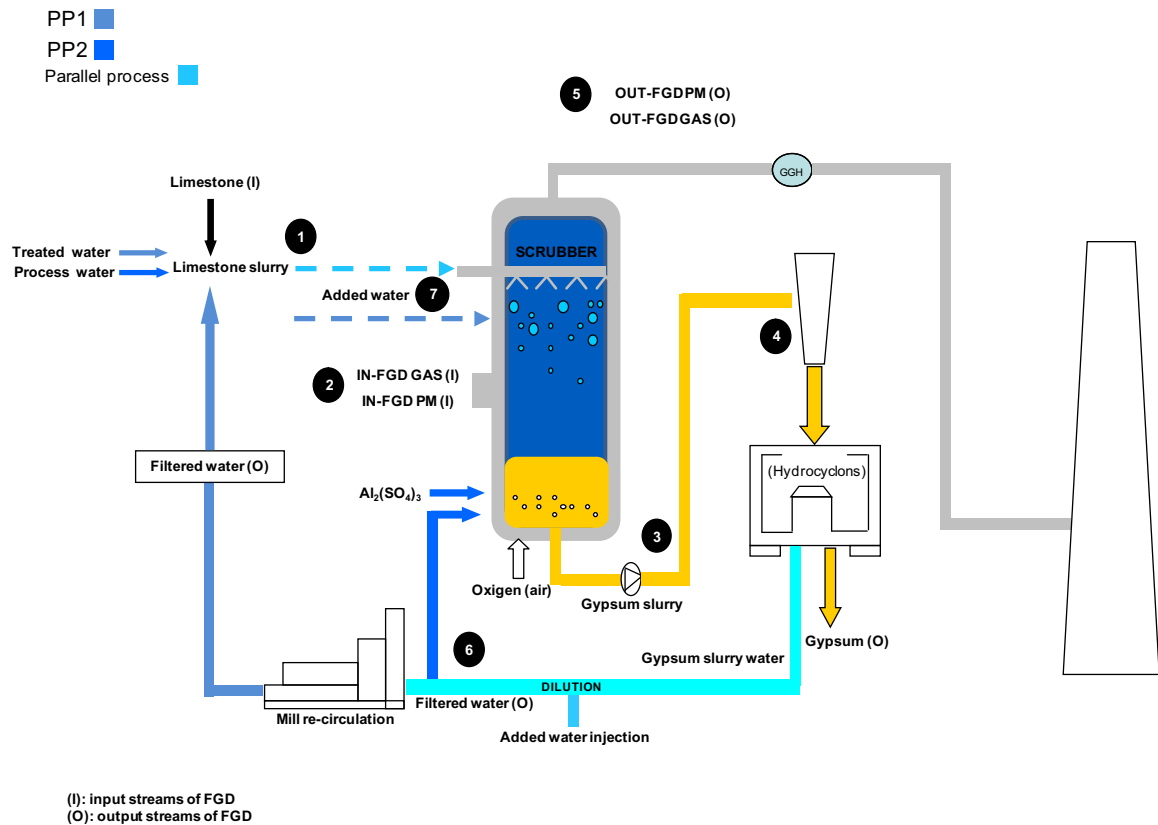 PP1
PP2
Parallel process
5
OUT-FGDPM (O)
OUT-FGDGAS (O)
GGH
Limestone (I)
1
Treated water
Process water
Limestone slurry
SCRUBBER
Added water
7
4
2
IN-FGD GAS (I)
IN-FGD PM (I)
Filtered water (O)
(Hydrocyclons)
Al₂(SO₄)₃
3
Oxigen (air)
Gypsum slurry
6
Gypsum (O)
Gypsum slurry water
DILUTION
Filtered water (O)
Mill re-circulation
Added water injection
(I): input streams of FGD
(O): output streams of FGD